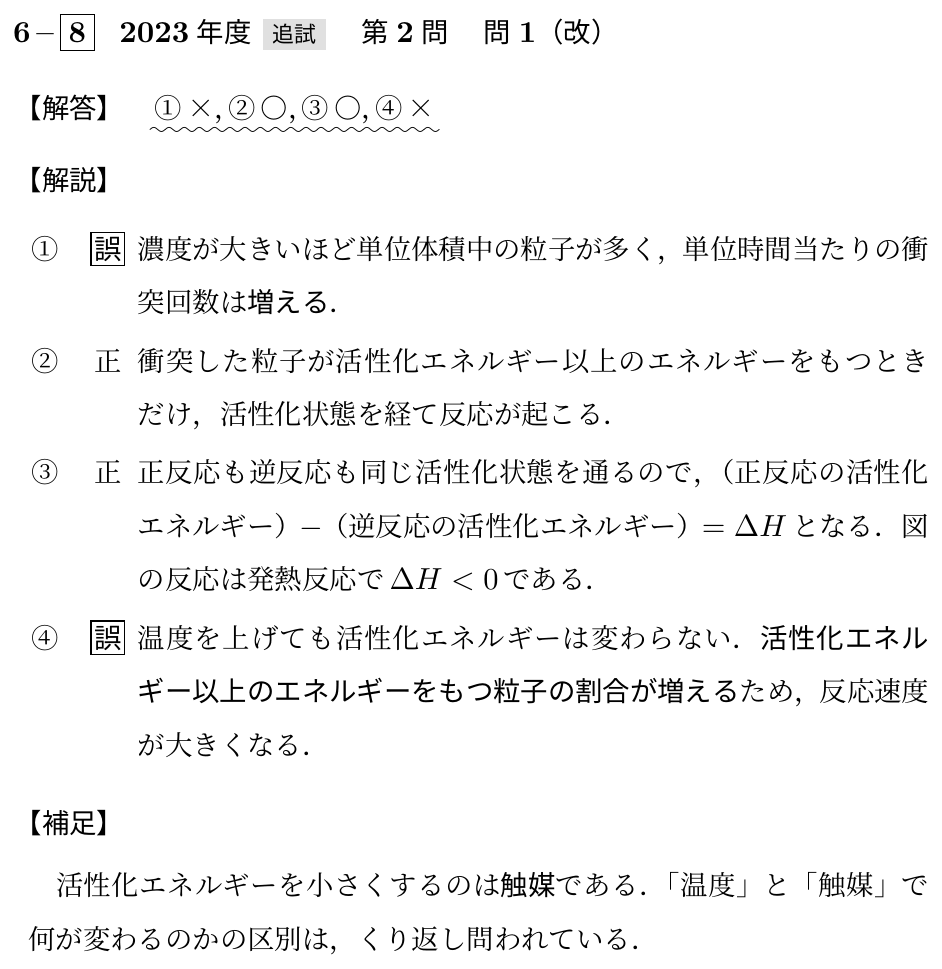 6–8 2023 年度 追試 第 2 問 問 1（改）
【解答】 ① ×, ② ○, ③ ○, ④ ×
【解説】
① 誤 濃度が大きいほど単位体積中の粒子が多く，単位時間当たりの衝
突回数は増える．
② 正 衝突した粒子が活性化エネルギー以上のエネルギーをもつとき
だけ，活性化状態を経て反応が起こる．
③ 正 正反応も逆反応も同じ活性化状態を通るので，（正反応の活性化
エネルギー）−（逆反応の活性化エネルギー）= ΔH となる．図
の反応は発熱反応で ΔH < 0 である．
④ 誤 温度を上げても活性化エネルギーは変わらない．活性化エネル
ギー以上のエネルギーをもつ粒子の割合が増えるため，反応速度
が大きくなる．
【補足】
活性化エネルギーを小さくするのは触媒である．「温度」と「触媒」で
何が変わるのかの区別は，くり返し問われている．